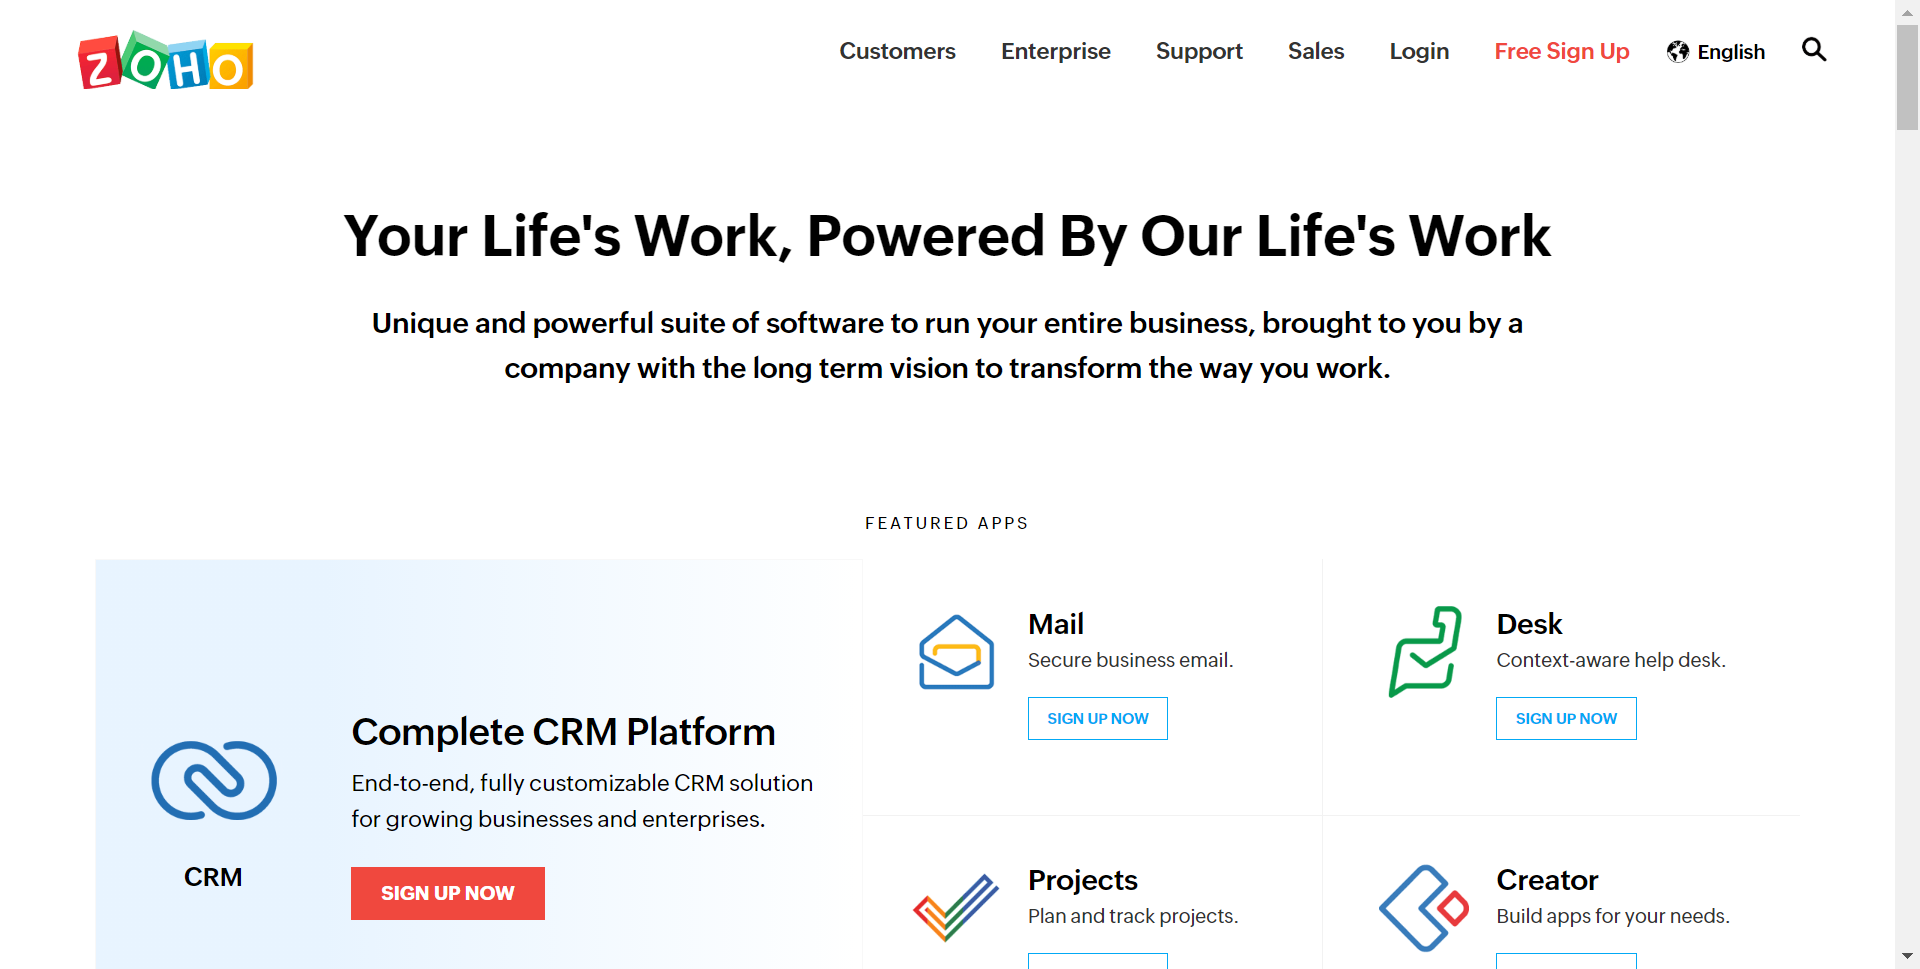 ZOHO
Customers Enterprise Support Sales Login Free Sign Up English
Your Life's Work, Powered By Our Life's Work
Unique and powerful suite of software to run your entire business, brought to you by a
company with the long term vision to transform the way you work.
FEATURED APPS
CRM
Complete CRM Platform
End-to-end, fully customizable CRM solution
for growing businesses and enterprises.
SIGN UP NOW
Mail
Secure business email.
SIGN UP NOW
Desk
Context-aware help desk.
SIGN UP NOW
Projects
Plan and track projects.
Creator
Build apps for your needs.